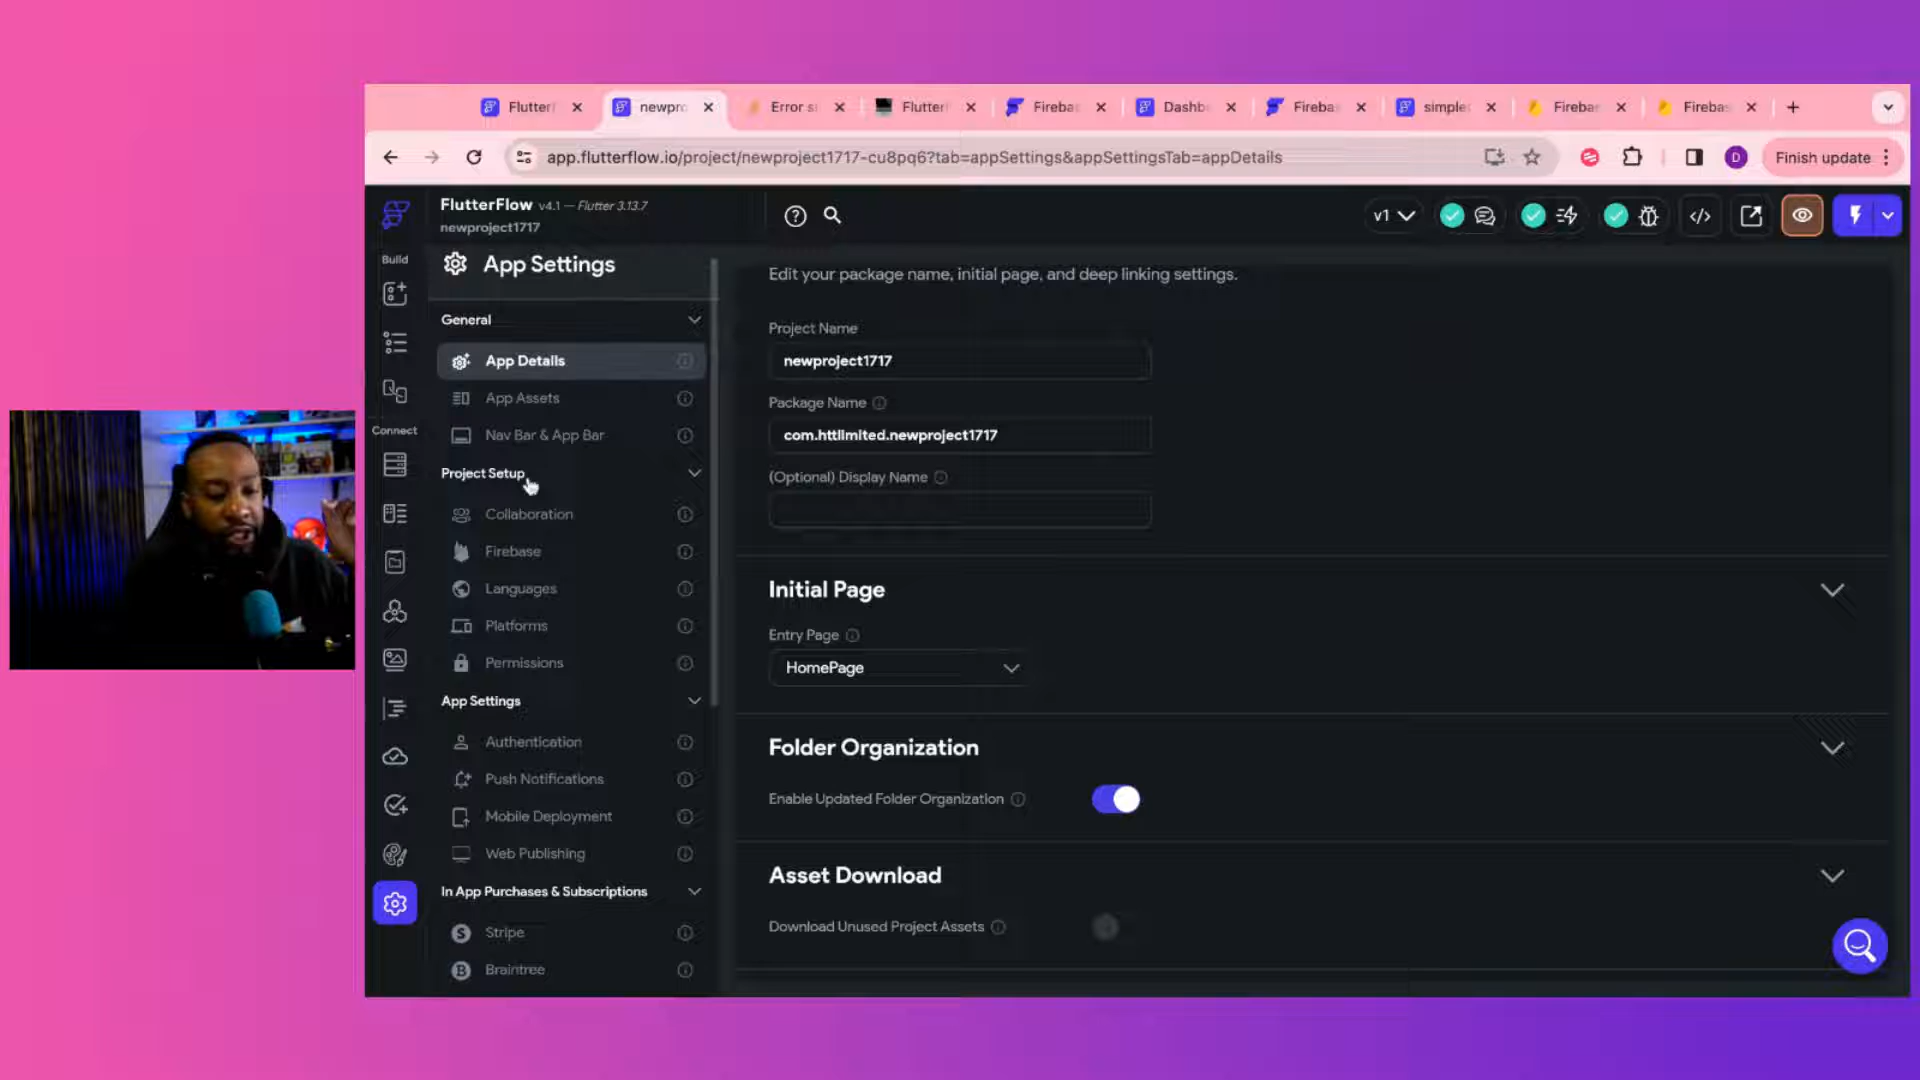 Flutterf
newpro
Error s
Flutterl
Fireba
Dashb
Fireba
simple
Fireba
Fireba
app.flutterflow.io/project/newproject1717-cu8pq6?tab=appSettings&appSettingsTab=appDetails
D
Finish update
FlutterFlow v4.1 — Flutter 3.13.7
newproject1717
v1
Build
Connect
App Settings
General
App Details
App Assets
Nav Bar & App Bar
Project Setup
Collaboration
Firebase
Languages
Platforms
Permissions
App Settings
Authentication
Push Notifications
Mobile Deployment
Web Publishing
In App Purchases & Subscriptions
Stripe
Braintree
Edit your package name, initial page, and deep linking settings.
Project Name
newproject1717
Package Name
com.httlimited.newproject1717
(Optional) Display Name
Initial Page
Entry Page
HomePage
Folder Organization
Enable Updated Folder Organization
Asset Download
Download Unused Project Assets